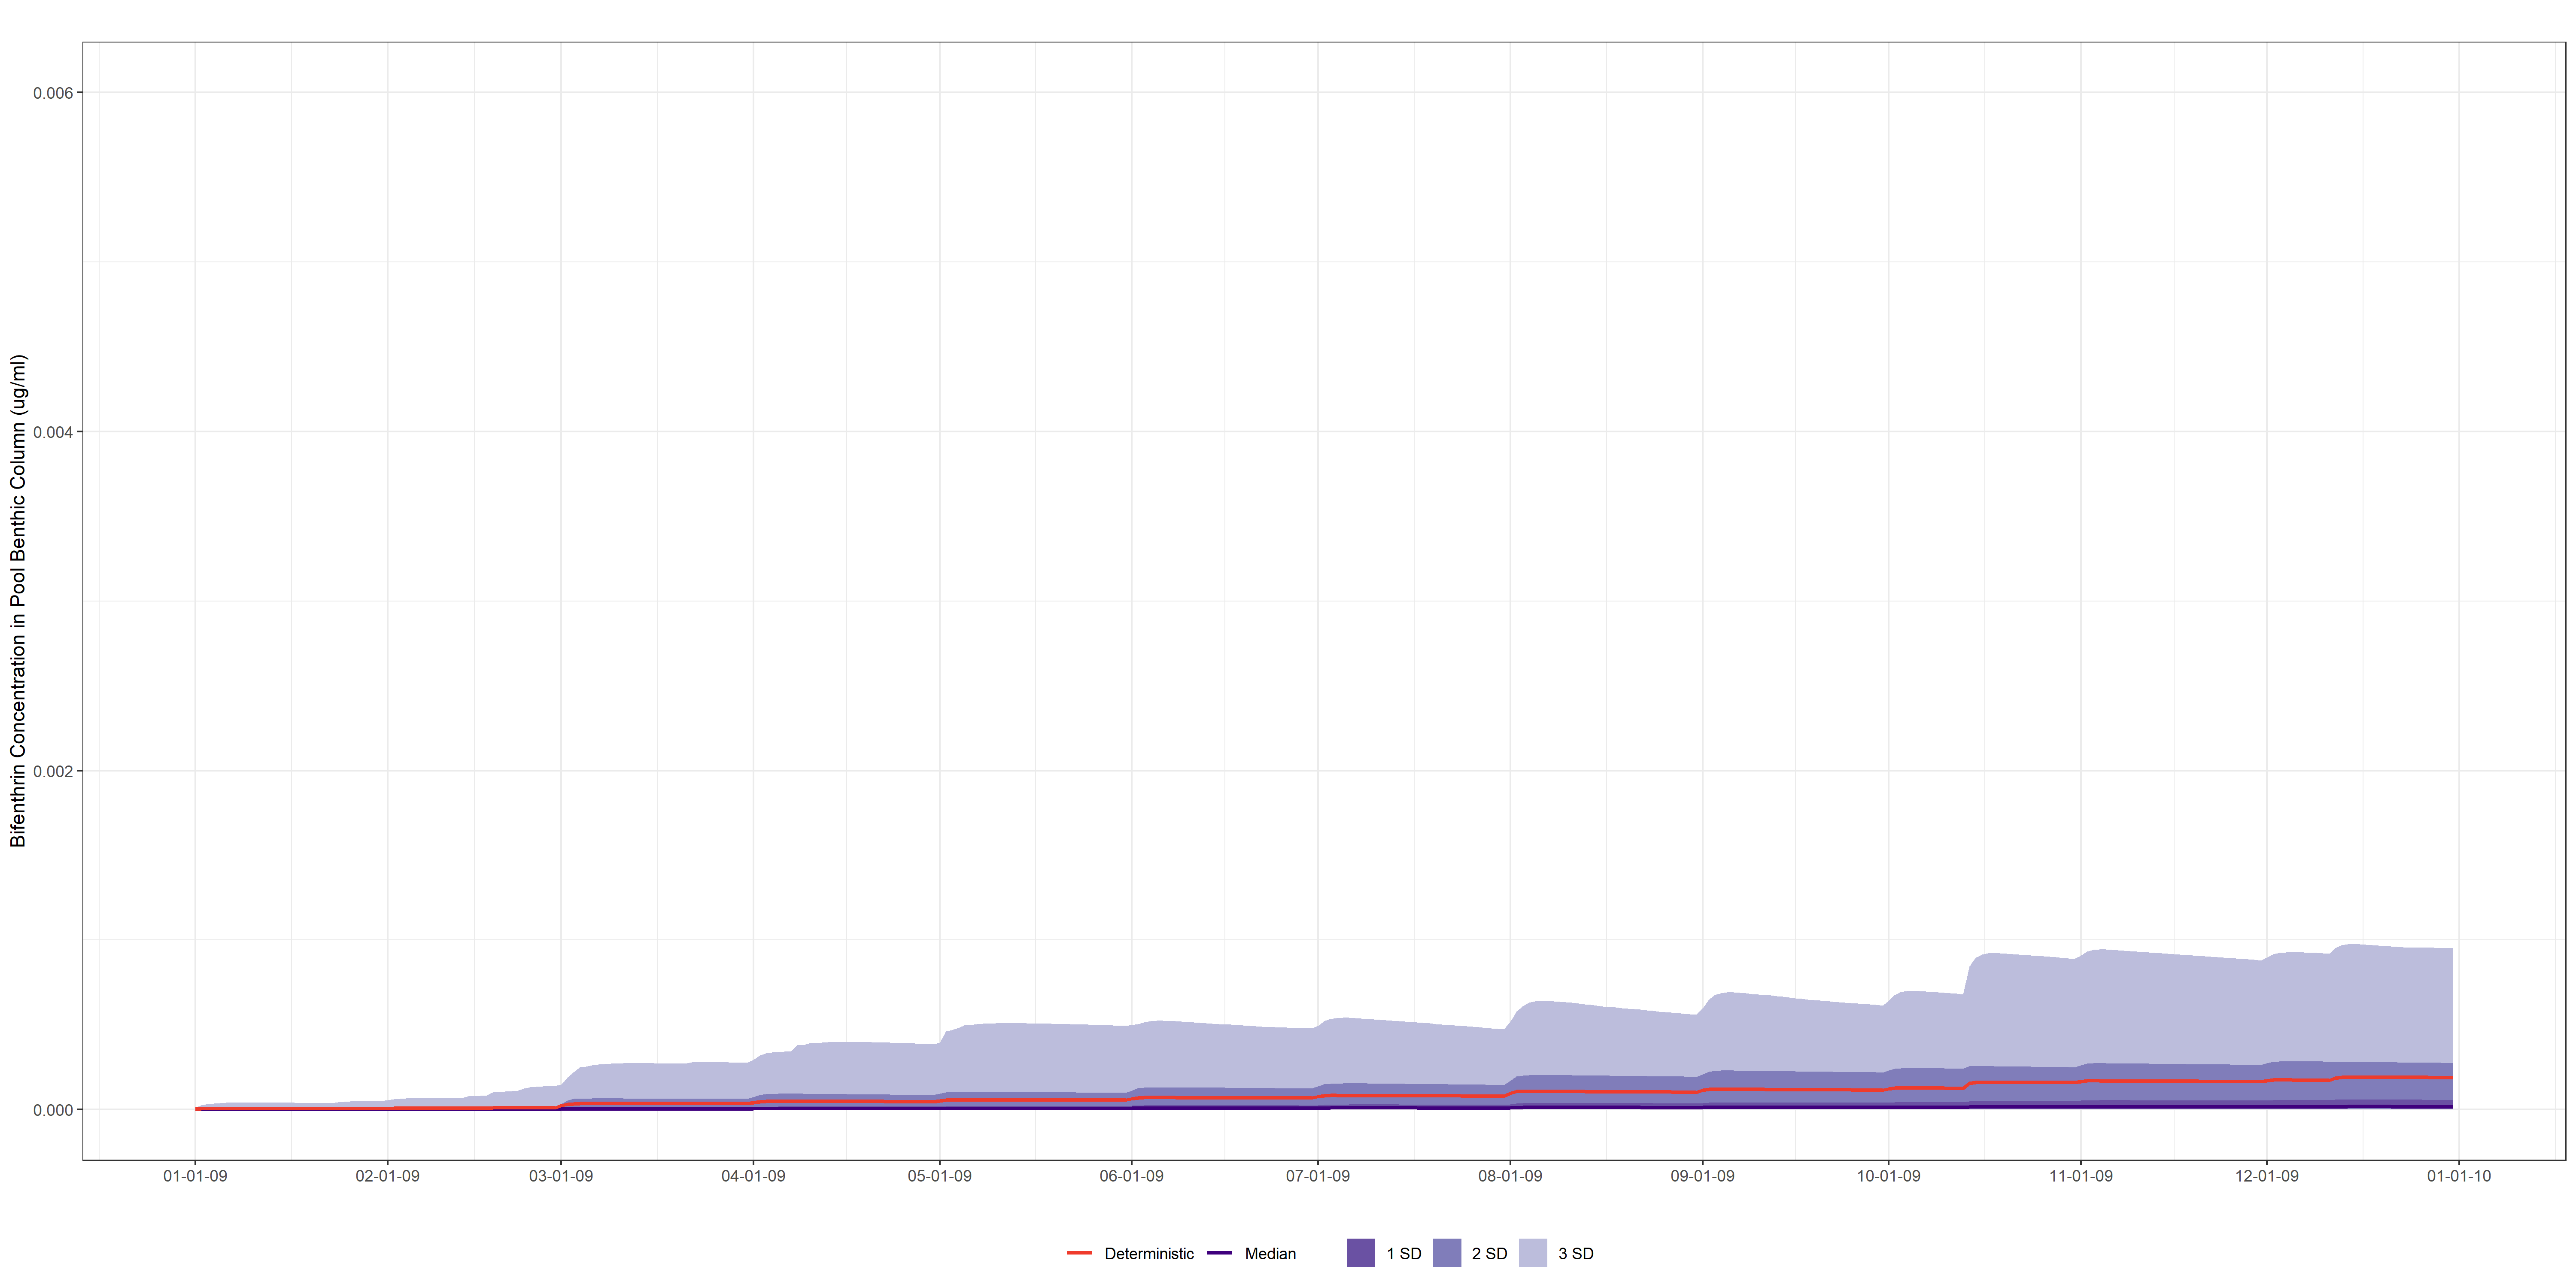 Bifenthrin Concentration in Pool Benthic Column (ug/ml)
0.006
0.004
0.002
0.000
01-01-09 02-01-09 03-01-09 04-01-09 05-01-09 06-01-09 07-01-09 08-01-09 09-01-09 10-01-09 11-01-09 12-01-09 01-01-10
Deterministic Median 1 SD 2 SD 3 SD